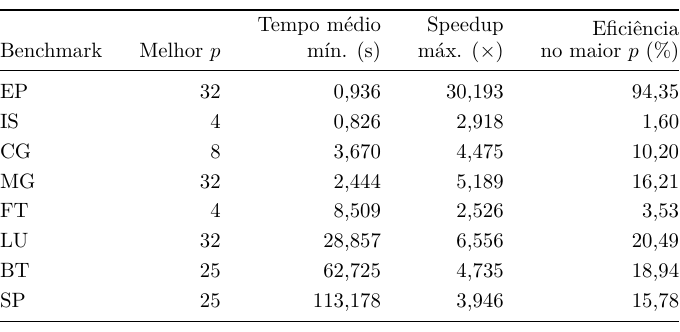 Tempo médio Speedup Eficiência
Benchmark Melhor p mín. (s) máx. (×) no maior p (%)
EP 32 0,936 30,193 94,35
IS 4 0,826 2,918 1,60
CG 8 3,670 4,475 10,20
MG 32 2,444 5,189 16,21
FT 4 8,509 2,526 3,53
LU 32 28,857 6,556 20,49
BT 25 62,725 4,735 18,94
SP 25 113,178 3,946 15,78